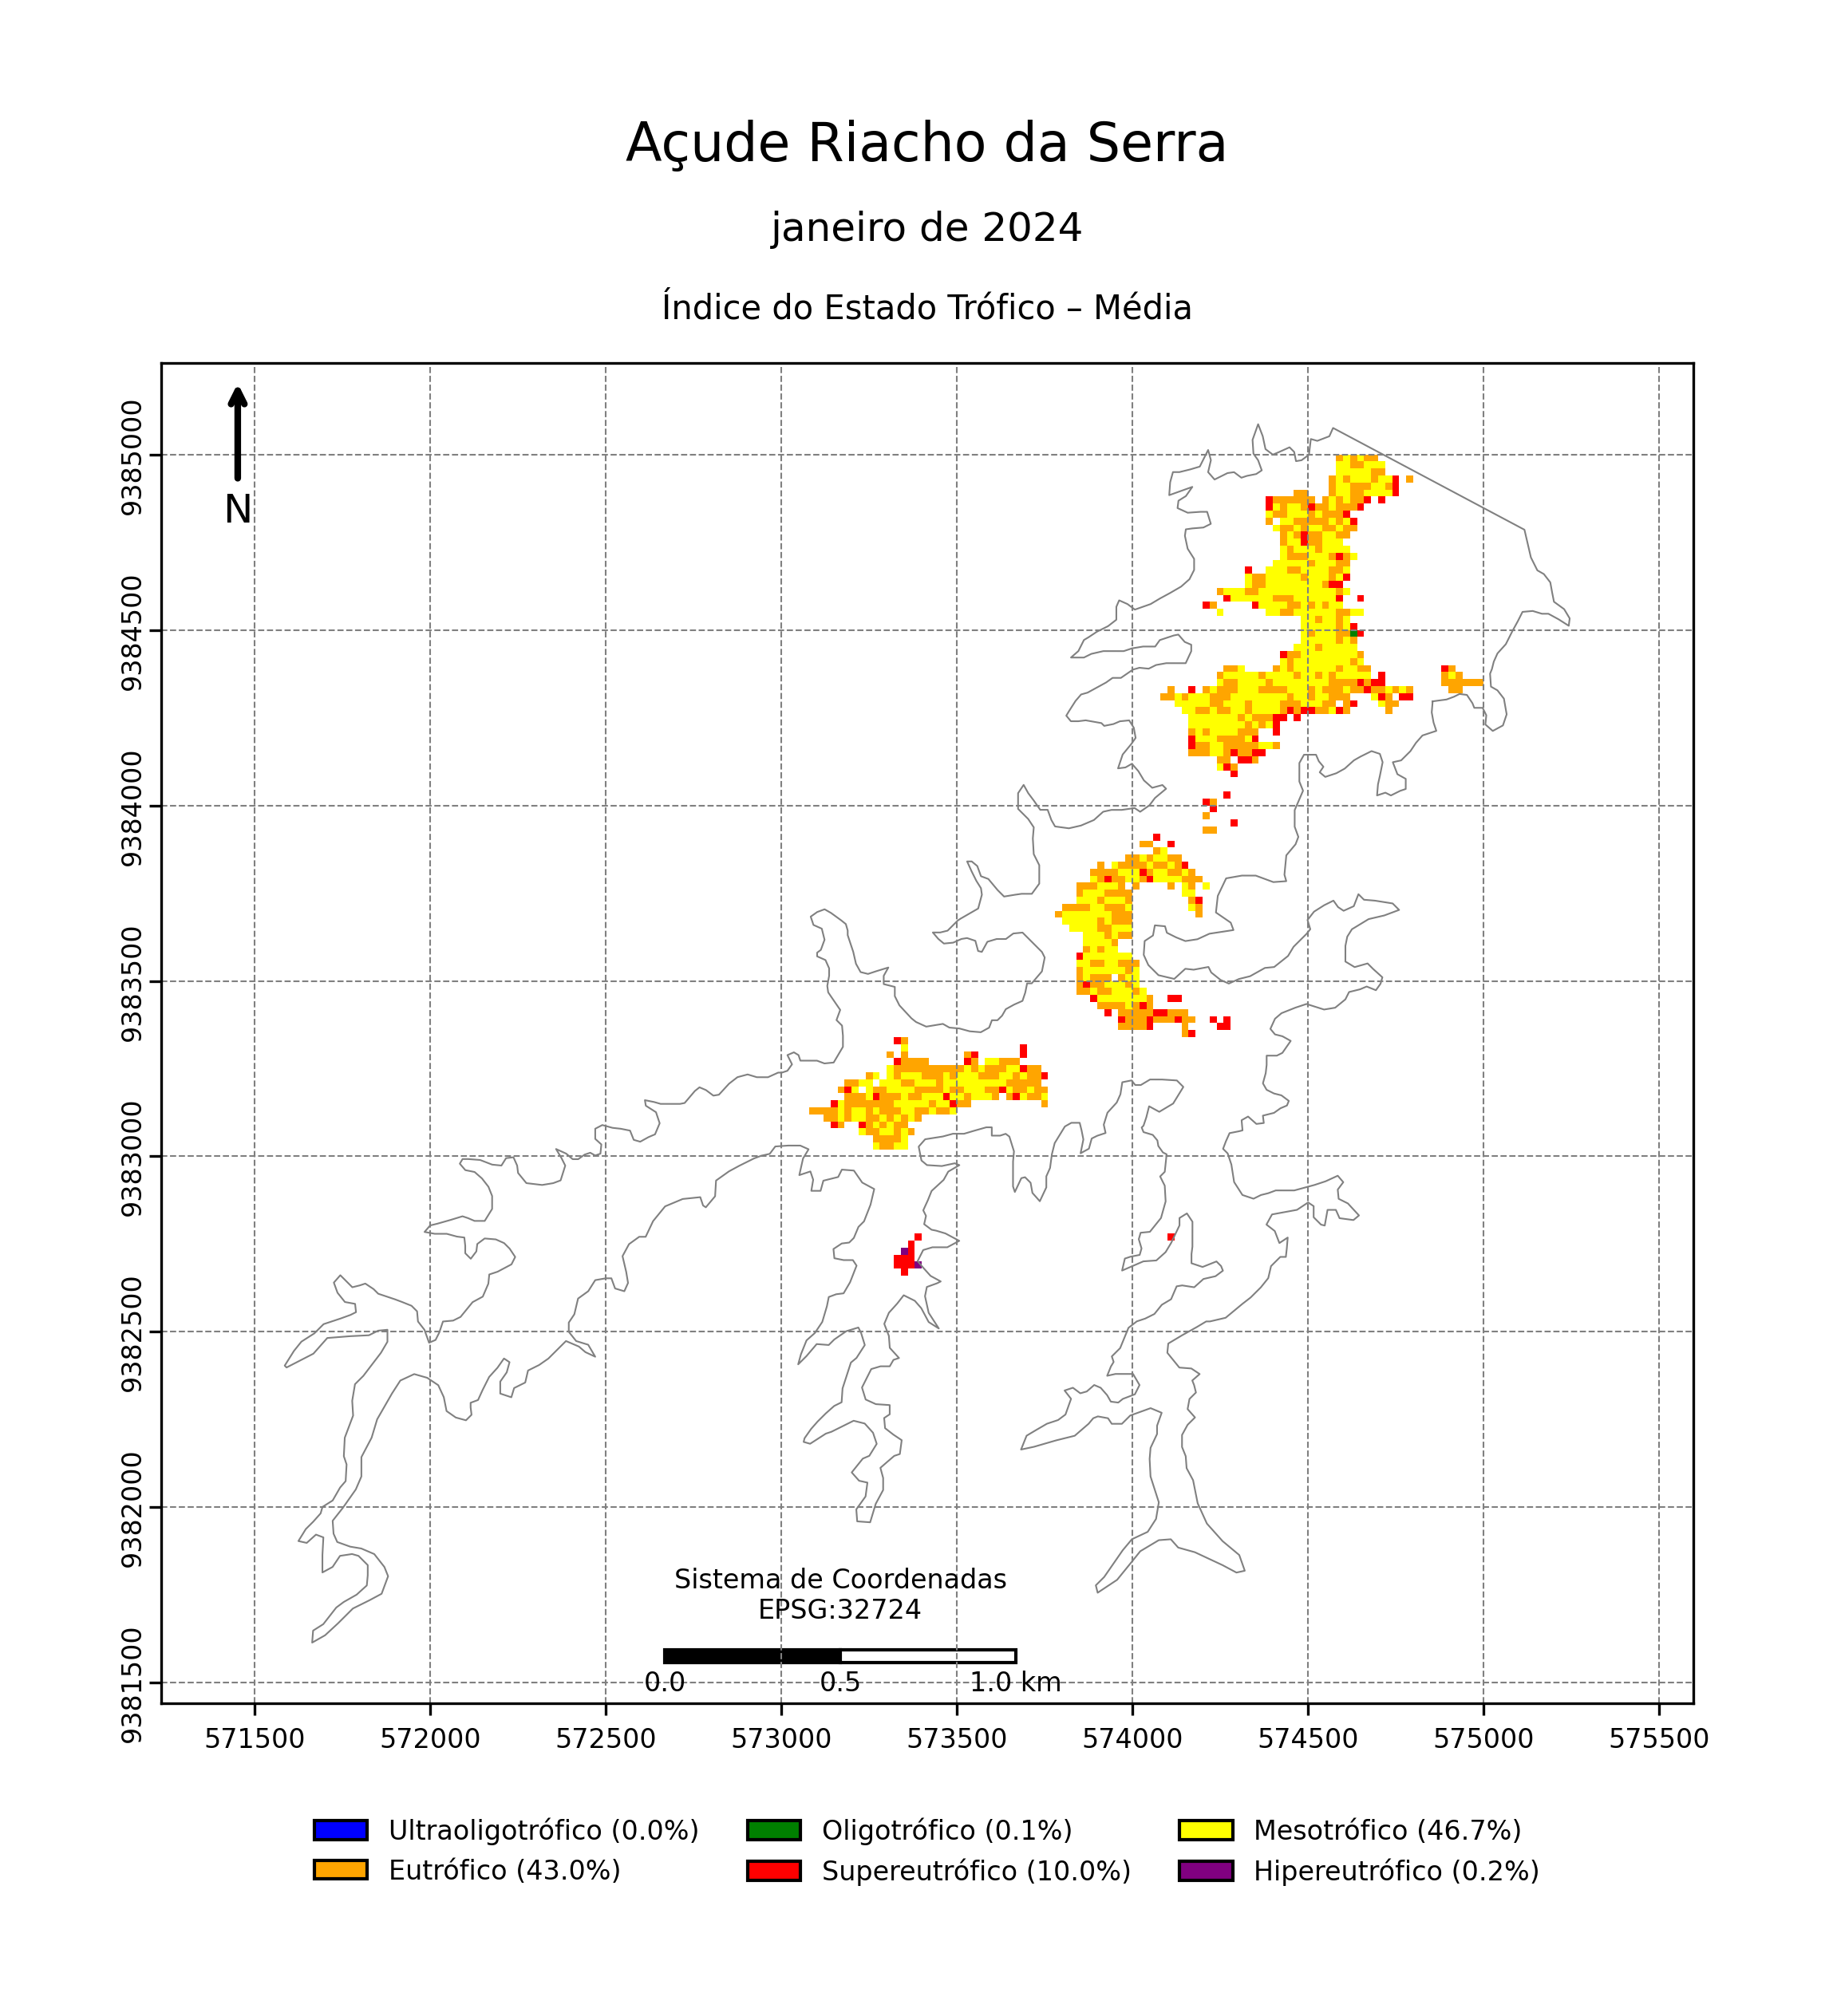 Açude Riacho da Serra
janeiro de 2024
Índice do Estado Trófico – Média
N
9385000
9384500
9384000
9383500
9383000
9382500
9382000
9381500
Sistema de Coordenadas
EPSG:32724
0.0 0.5 1.0 km
571500 572000 572500 573000 573500 574000 574500 575000 575500
Ultraoligotrófico (0.0%) Oligotrófico (0.1%) Mesotrófico (46.7%)
Eutrófico (43.0%) Supereutrófico (10.0%) Hipereutrófico (0.2%)